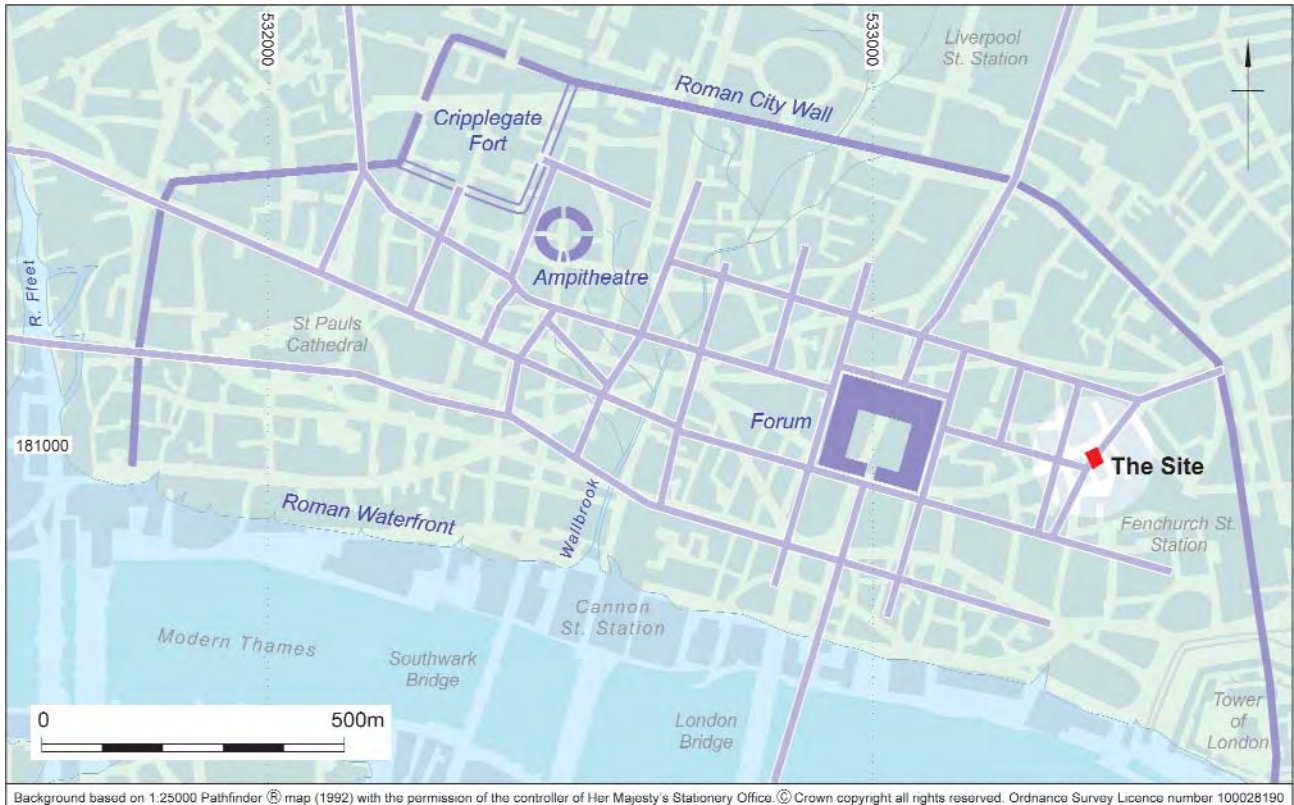 532000
533000
Liverpool
St. Station
Roman City Wall
Cripplegate
Fort
R. Ffeet
Ampitheatre
St Pauls
Cathedral
Forum
181000
The Site
Roman Waterfront
Wallbrook
Fenchurch St.
Station
Cannon
St. Station
Modern Thames
Southwark
Bridge
London
Bridge
Tower
of
London
0
500m
Background based on 1:25000 Pathfinder ® map (1992) with the permission of the controller of Her Majesty's Stationery Office. © Crown copyright all rights reserved. Ordnance Survey Licence number 100028190